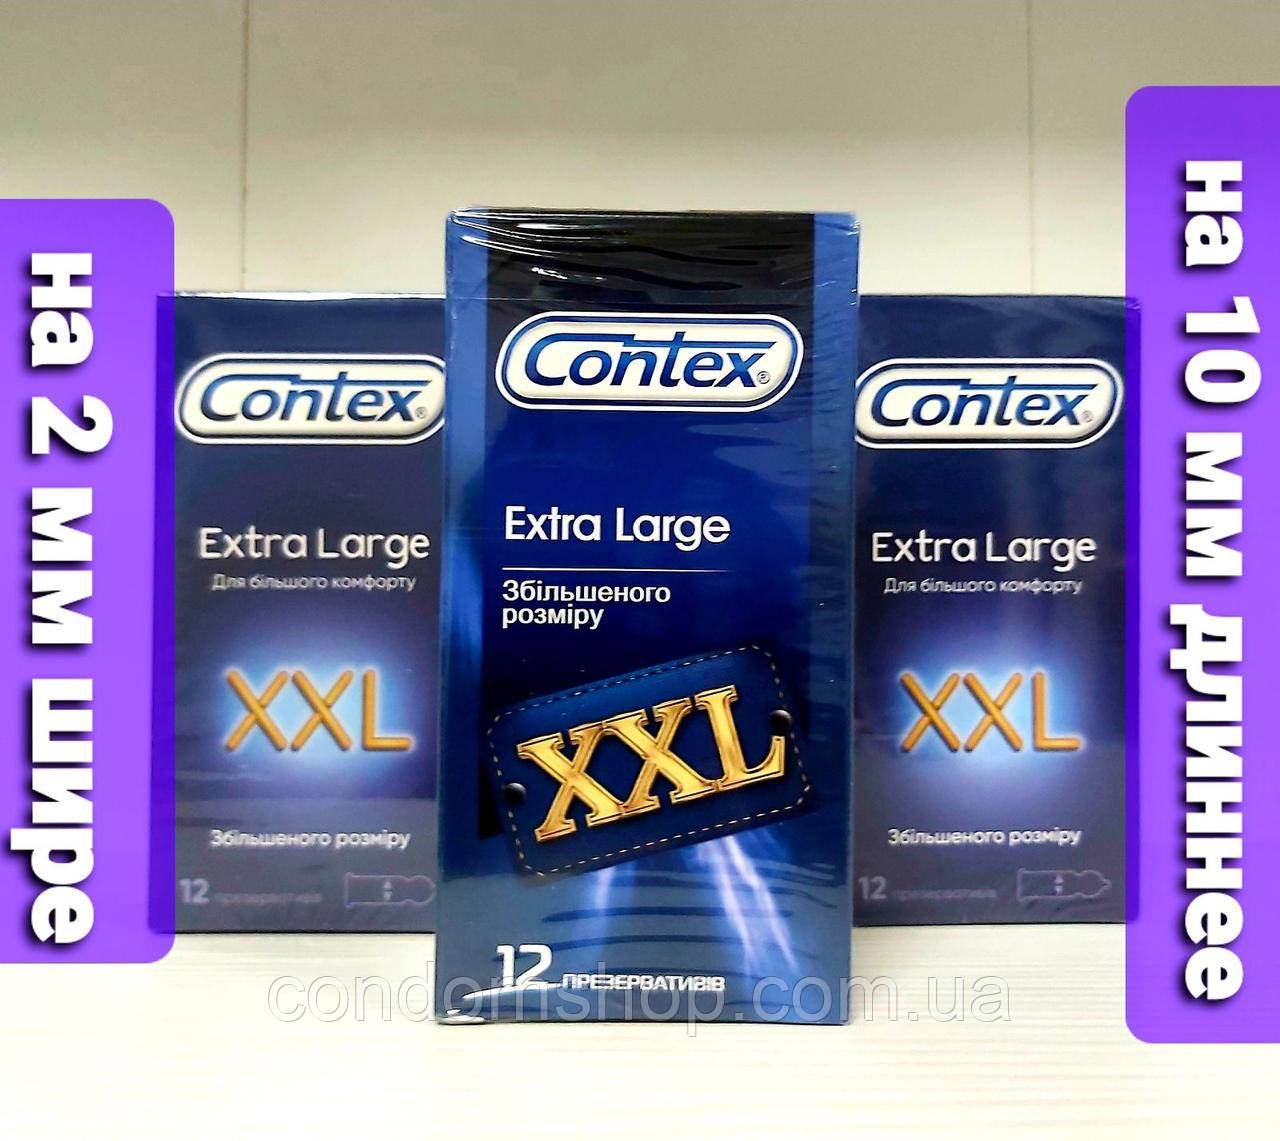 на 2 мм шире
Contex®
Extra Large
Для більшого комфорту
XXL
Збільшеного розміру
12 презервативів
Contex®
Extra Large
Збільшеного
розміру
XXL
12 ПРЕЗЕРВАТИВІВ
Contex®
Extra Large
Для більшого комфорту
XXL
Збільшеного розміру
12 презервативів
на 10 мм длиннее
condomshop.com.ua